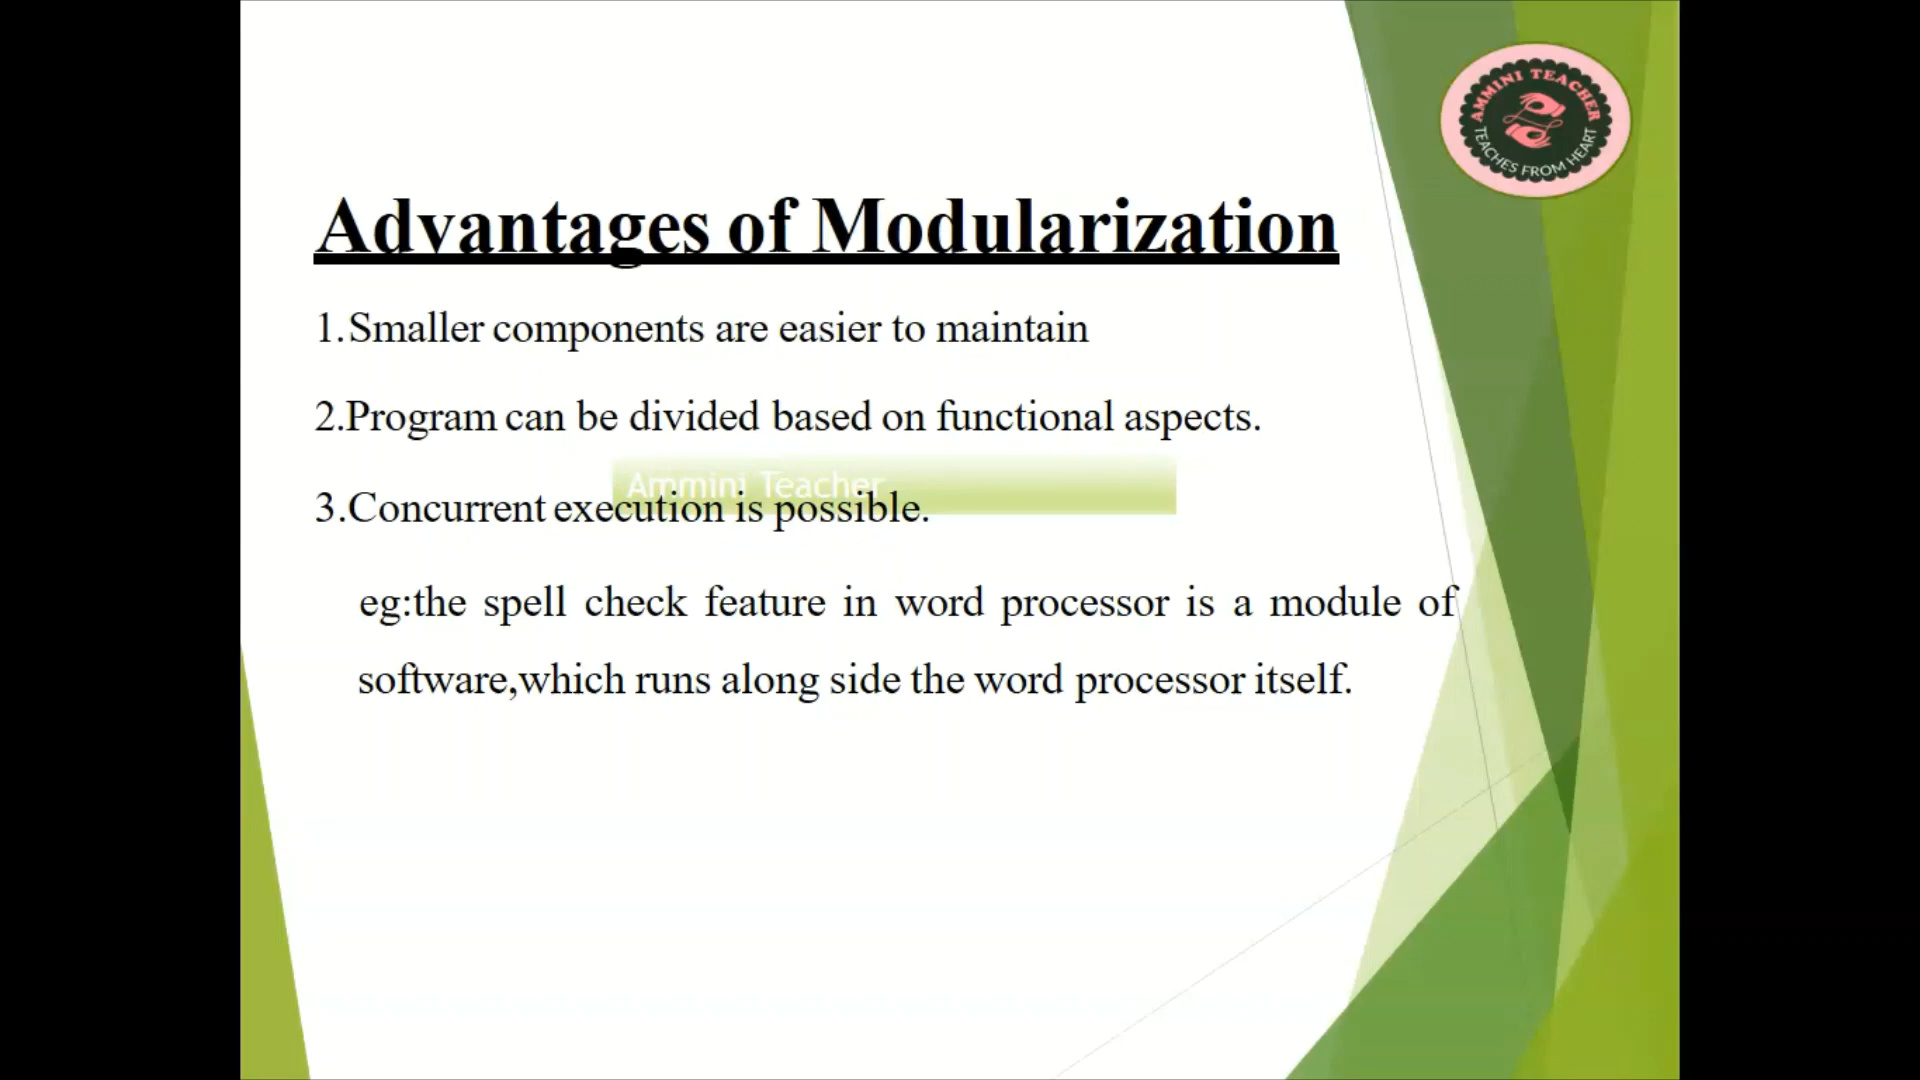 AMMINI TEACHER
TEACHES FROM HEART
Advantages of Modularization
1.Smaller components are easier to maintain
2.Program can be divided based on functional aspects.
Ammini Teacher
3.Concurrent execution is possible.
eg:the spell check feature in word processor is a module of
software,which runs along side the word processor itself.